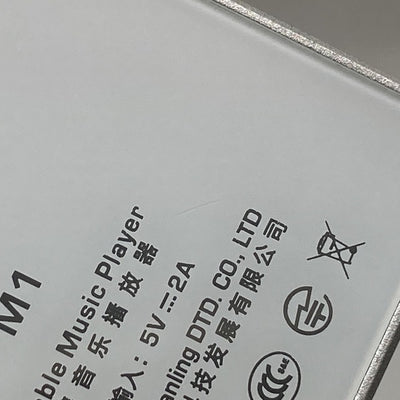 M1
ble Music Player
音乐播放器
输入：5V⎓2A
anling DTD. CO., LTD
技发展有限公司